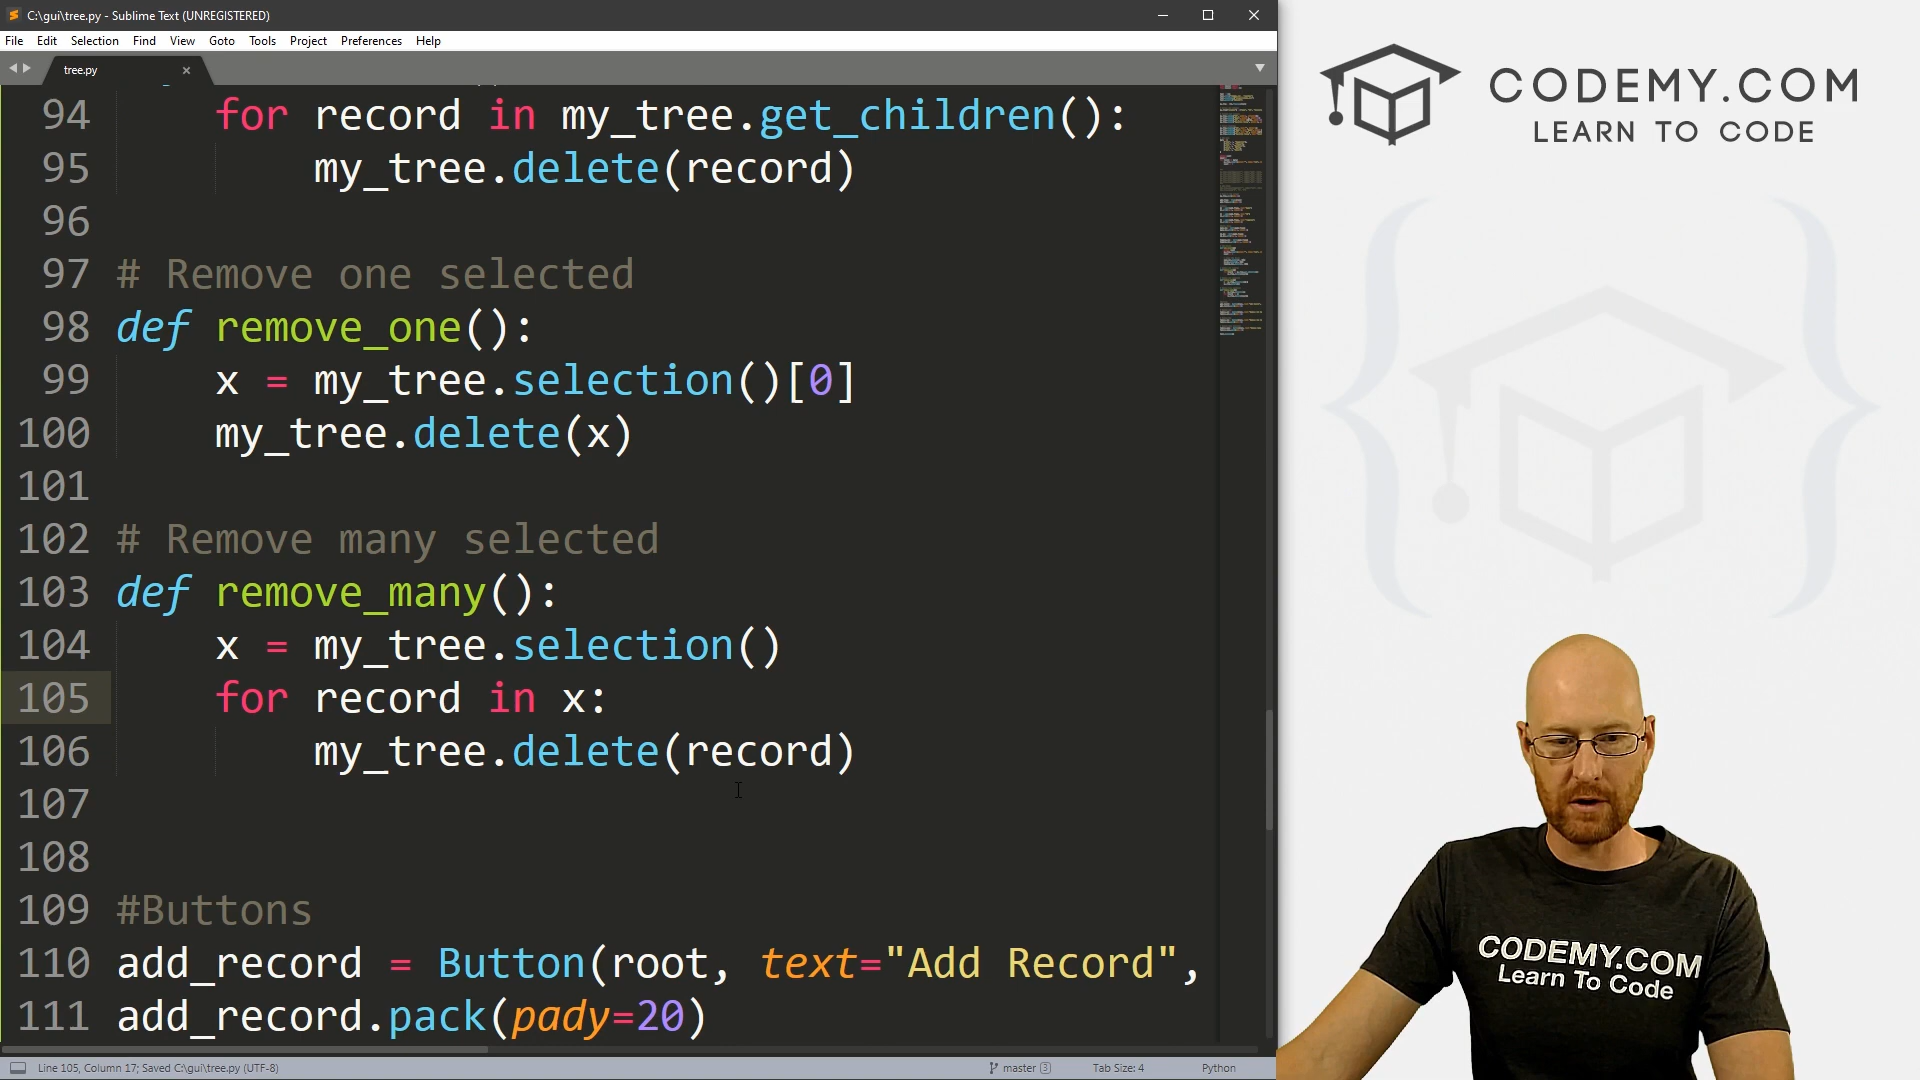 C:\gui\tree.py - Sublime Text (UNREGISTERED)
File Edit Selection Find View Goto Tools Project Preferences Help
tree.py
94 for record in my_tree.get_children():
95 my_tree.delete(record)
96
97 # Remove one selected
98 def remove_one():
99 x = my_tree.selection()[0]
100 my_tree.delete(x)
101
102 # Remove many selected
103 def remove_many():
104 x = my_tree.selection()
105 for record in x:
106 my_tree.delete(record)
107
108
109 #Buttons
110 add_record = Button(root, text="Add Record",
111 add_record.pack(pady=20)
Line 105, Column 17; Saved C:\gui\tree.py (UTF-8)
master 3
Tab Size: 4
Python
CODEMY.COM
LEARN TO CODE
CODEMY.COM
Learn To Code